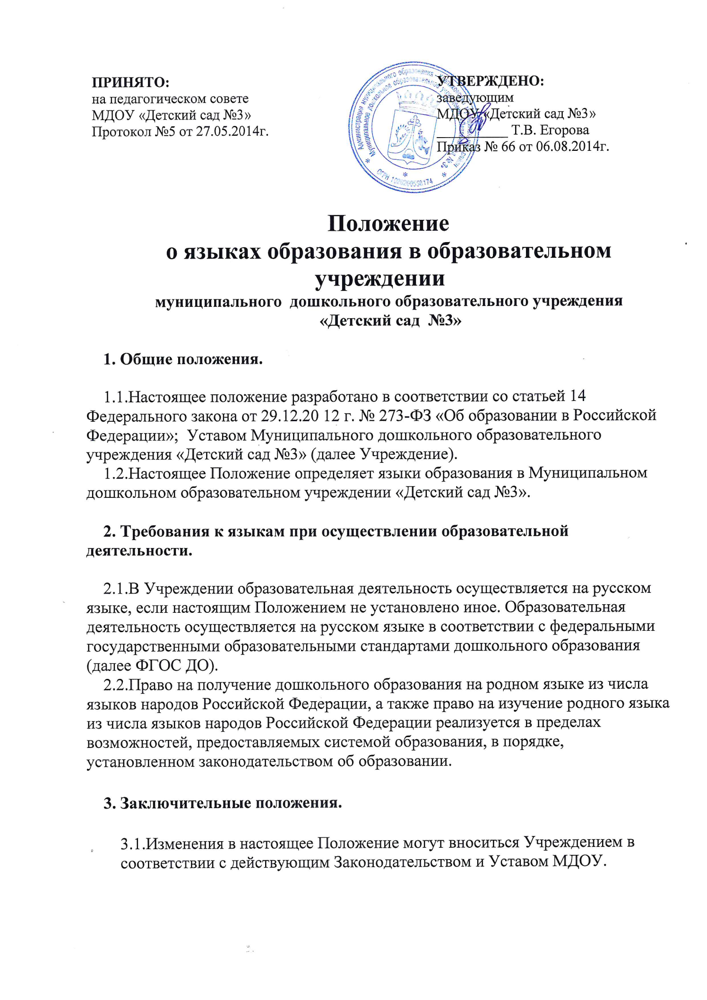 ПРИНЯТО:
на педагогическом совете
МДОУ «Детский сад №3»
Протокол №5 от 27.05.2014г.
УТВЕРЖДЕНО:
заведующим
МДОУ «Детский сад №3»
__________ Т.В. Егорова
Приказ № 66 от 06.08.2014г.
Администрация муниципального образования -
Муниципальное дошкольное образовательное учреждение
№ 3»
ОГРН
Положение
о языках образования в образовательном
учреждении
муниципального  дошкольного образовательного учреждения
«Детский сад  №3»
1. Общие положения.
1.1.Настоящее положение разработано в соответствии со статьей 14
Федерального закона от 29.12.20 12 г. № 273-ФЗ «Об образовании в Российской
Федерации»;  Уставом Муниципального дошкольного образовательного
учреждения «Детский сад №3» (далее Учреждение).
1.2.Настоящее Положение определяет языки образования в Муниципальном
дошкольном образовательном учреждении «Детский сад №3».
2. Требования к языкам при осуществлении образовательной
деятельности.
2.1.В Учреждении образовательная деятельность осуществляется на русском
языке, если настоящим Положением не установлено иное. Образовательная
деятельность осуществляется на русском языке в соответствии с федеральными
государственными образовательными стандартами дошкольного образования
(далее ФГОС ДО).
2.2.Право на получение дошкольного образования на родном языке из числа
языков народов Российской Федерации, а также право на изучение родного языка
из числа языков народов Российской Федерации реализуется в пределах
возможностей, предоставляемых системой образования, в порядке,
установленном законодательством об образовании.
3. Заключительные положения.
3.1.Изменения в настоящее Положение могут вноситься Учреждением в
соответствии с действующим Законодательством и Уставом МДОУ.